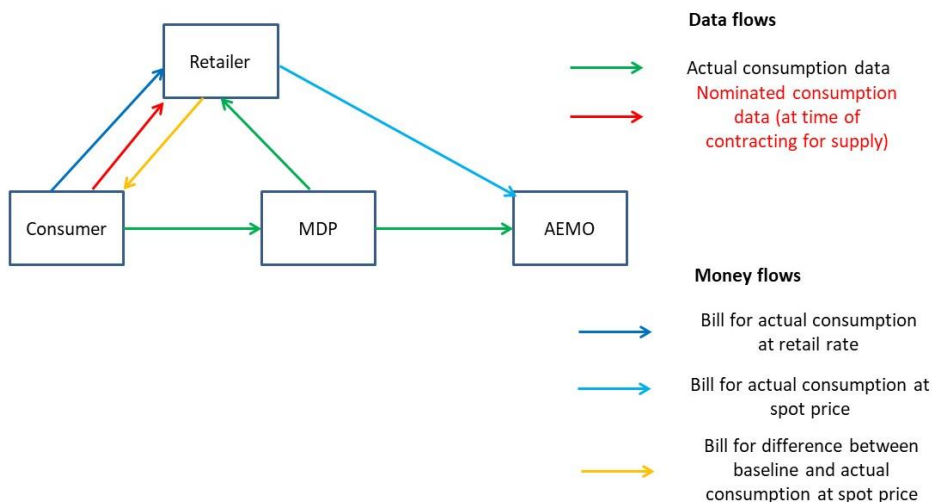 Data flows
Retailer
Actual consumption data
Nominated consumption
data (at time of
contracting for supply)
Consumer
MDP
AEMO
Money flows
Bill for actual consumption
at retail rate
Bill for actual consumption at
spot price
Bill for difference between
baseline and actual
consumption at spot price